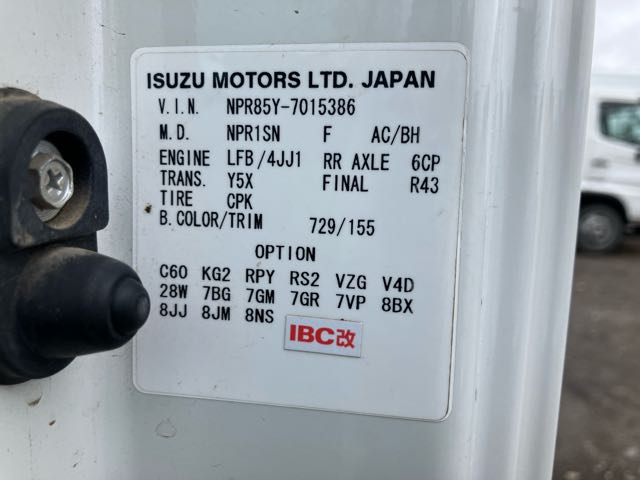 ISUZU MOTORS LTD. JAPAN
V.I.N. NPR85Y-7015386
M.D. NPR1SN F AC/BH
ENGINE LFB/4JJ1 RR AXLE 6CP
TRANS. Y5X FINAL R43
TIRE CPK
B.COLOR/TRIM 729/155
OPTION
C60 KG2 RPY RS2 VZG V4D
28W 7BG 7GM 7GR 7VP 8BX
8JJ 8JM 8NS
IBC改